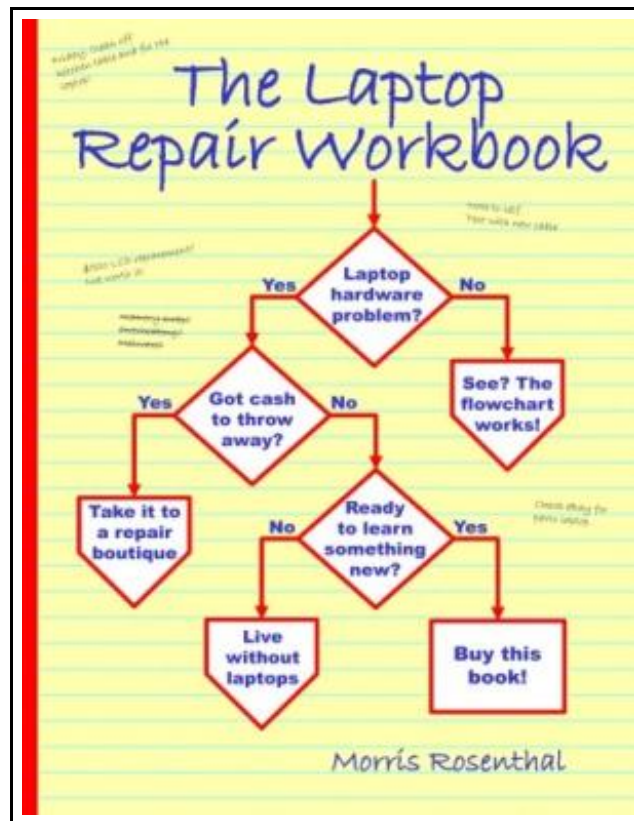 The Laptop
Repair Workbook
Laptop
hardware
problem?
Yes
No
Got cash
to throw
away?
See? The
flowchart
works!
Yes
No
Take it to
a repair
boutique
Ready
to learn
something
new?
No
Yes
Live
without
laptops
Buy this
book!
Morris Rosenthal